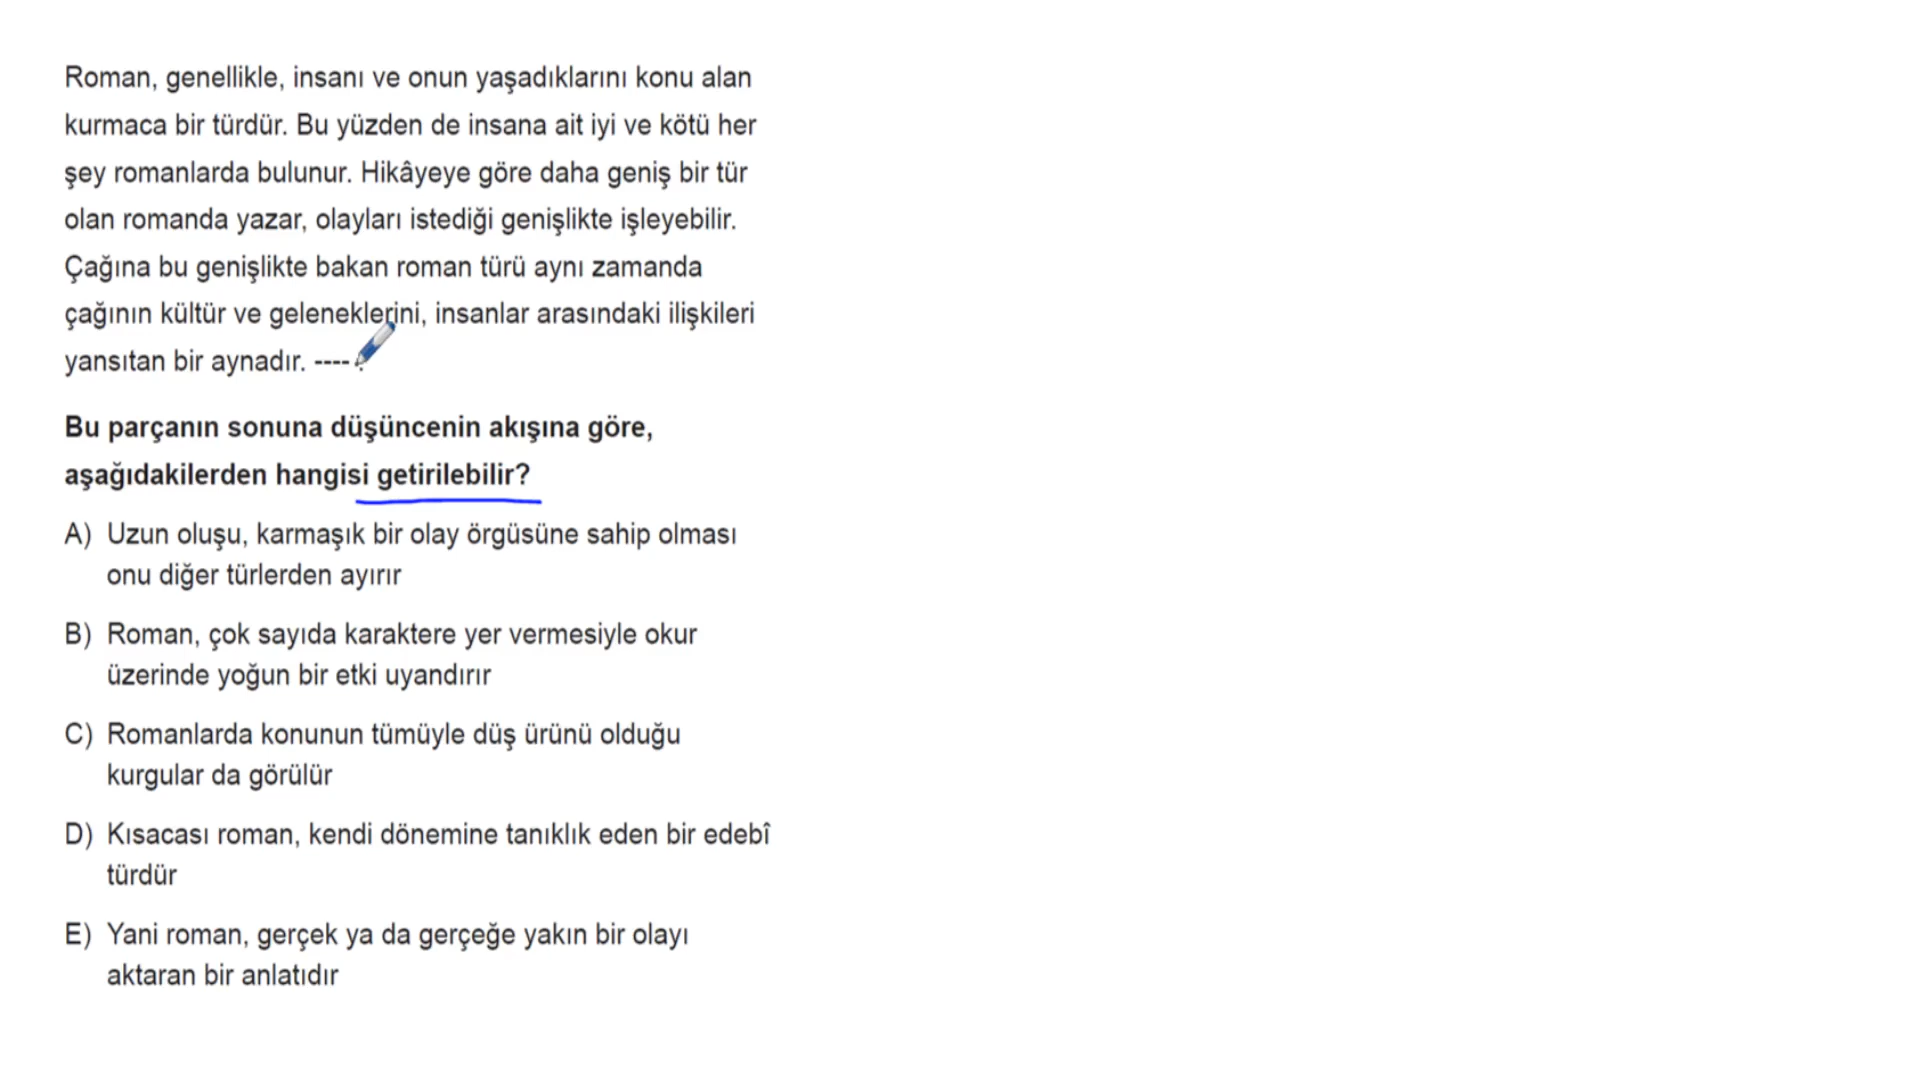 Roman, genellikle, insanı ve onun yaşadıklarını konu alan
kurmaca bir türdür. Bu yüzden de insana ait iyi ve kötü her
şey romanlarda bulunur. Hikâyeye göre daha geniş bir tür
olan romanda yazar, olayları istediği genişlikte işleyebilir.
Çağına bu genişlikte bakan roman türü aynı zamanda
çağının kültür ve geleneklerini, insanlar arasındaki ilişkileri
yansıtan bir aynadır. ---- .
Bu parçanın sonuna düşüncenin akışına göre,
aşağıdakilerden hangisi getirilebilir?
A) Uzun oluşu, karmaşık bir olay örgüsüne sahip olması
onu diğer türlerden ayırır
B) Roman, çok sayıda karaktere yer vermesiyle okur
üzerinde yoğun bir etki uyandırır
C) Romanlarda konunun tümüyle düş ürünü olduğu
kurgular da görülür
D) Kısacası roman, kendi dönemine tanıklık eden bir edebî
türdür
E) Yani roman, gerçek ya da gerçeğe yakın bir olayı
aktaran bir anlatıdır